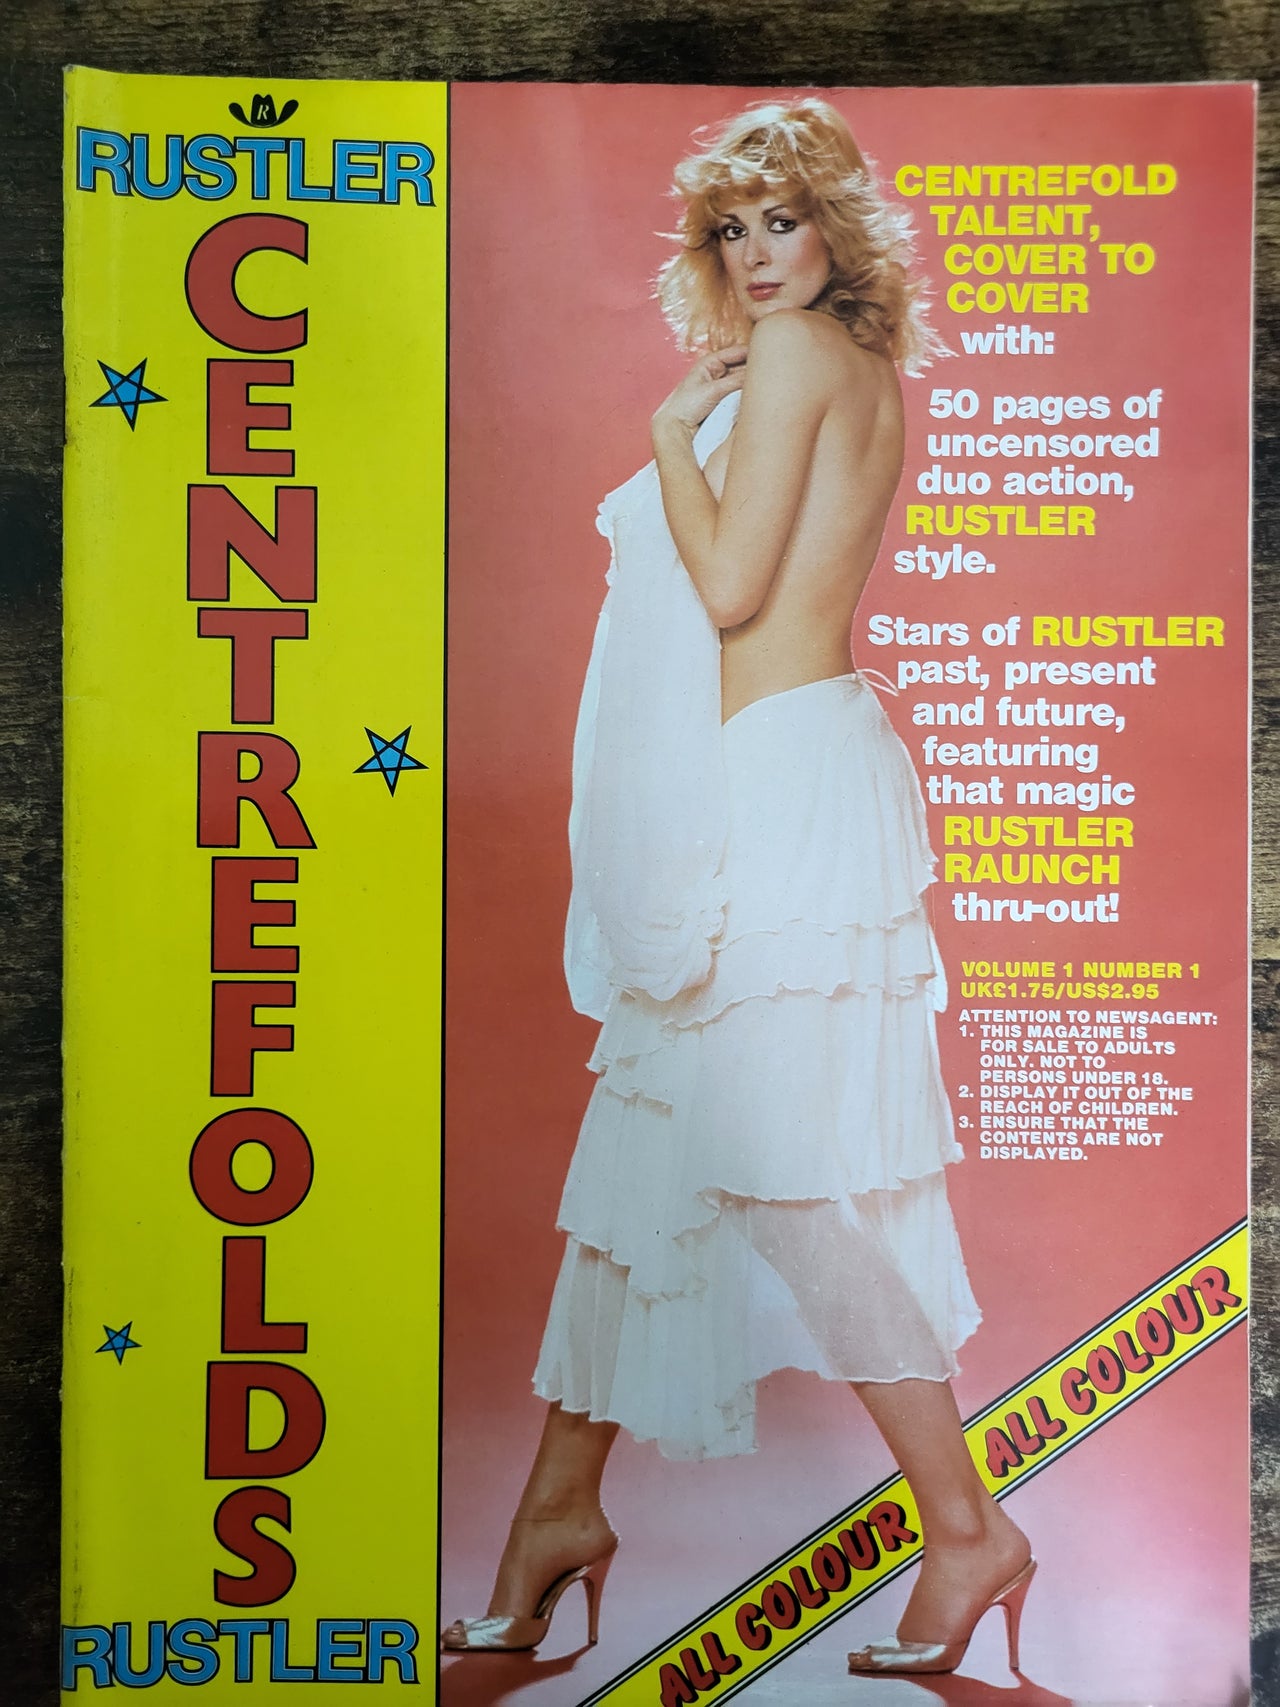 R
RUSTLER
CENTREFOLDS
RUSTLER
CENTREFOLD
TALENT,
COVER TO
COVER
with:
50 pages of
uncensored
duo action,
RUSTLER
style.
Stars of RUSTLER
past, present
and future,
featuring
that magic
RUSTLER
RAUNCH
thru-out!
VOLUME 1 NUMBER 1
UK£1.75/US$2.95
ATTENTION TO NEWSAGENT:
1. THIS MAGAZINE IS
FOR SALE TO ADULTS
ONLY. NOT TO
PERSONS UNDER 18.
2. DISPLAY IT OUT OF THE
REACH OF CHILDREN.
3. ENSURE THAT THE
CONTENTS ARE NOT
DISPLAYED.
ALL COLOUR
ALL COLOUR